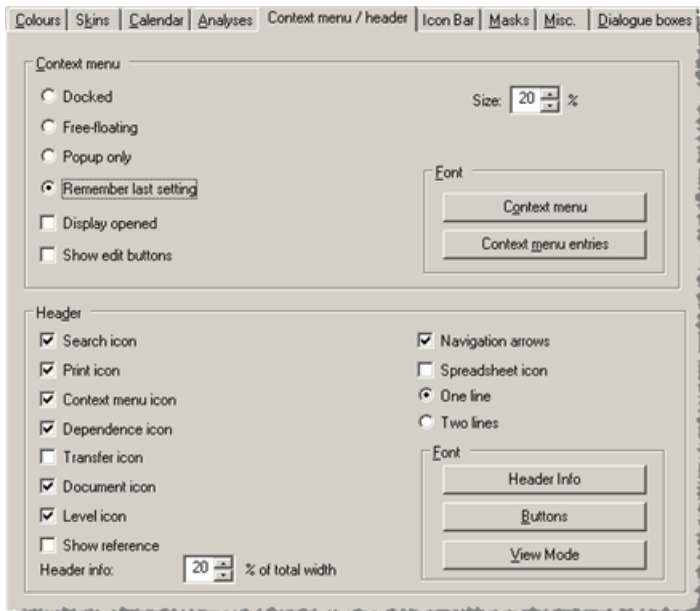 Colours Skins Calendar Analyses Context menu / header Icon Bar Masks Misc. Dialogue boxes
Context menu
Docked
Size: 20 %
Free-floating
Popup only
Remember last setting
Display opened
Show edit buttons
Font
Context menu
Context menu entries
Header
Search icon
Print icon
Context menu icon
Dependence icon
Transfer icon
Document icon
Level icon
Show reference
Header info: 20 % of total width
Navigation arrows
Spreadsheet icon
One line
Two lines
Font
Header Info
Buttons
View Mode